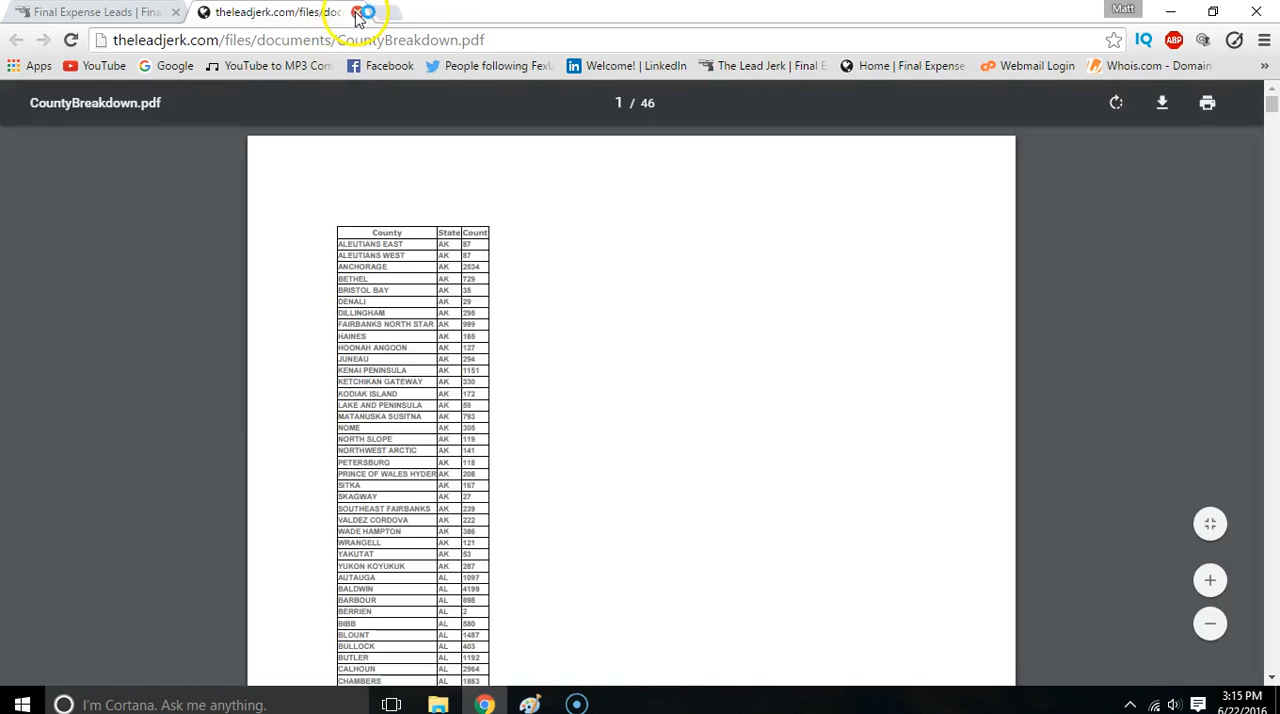 Final Expense Leads | Fina
theleadjerk.com/files/doc
Matt
theleadjerk.com/files/documents/CountyBreakdown.pdf
IQ
ABP
Apps
YouTube
Google
YouTube to MP3 Com
Facebook
People following FexU
Welcome! | LinkedIn
The Lead Jerk | Final E
Home | Final Expense
Webmail Login
Whois.com - Domain
»
CountyBreakdown.pdf
1 / 46
County State Count
ALEUTIANS EAST AK 87
ALEUTIANS WEST AK 87
ANCHORAGE AK 2534
BETHEL AK 729
BRISTOL BAY AK 35
DENALI AK 29
DILLINGHAM AK 295
FAIRBANKS NORTH STAR AK 999
HAINES AK 185
HOONAH ANGOON AK 127
JUNEAU AK 294
KENAI PENINSULA AK 1151
KETCHIKAN GATEWAY AK 330
KODIAK ISLAND AK 172
LAKE AND PENINSULA AK 59
MATANUSKA SUSITNA AK 793
NOME AK 305
NORTH SLOPE AK 119
NORTHWEST ARCTIC AK 141
PETERSBURG AK 118
PRINCE OF WALES HYDER AK 208
SITKA AK 167
SKAGWAY AK 27
SOUTHEAST FAIRBANKS AK 239
VALDEZ CORDOVA AK 222
WADE HAMPTON AK 386
WRANGELL AK 121
YAKUTAT AK 53
YUKON KOYUKUK AK 287
AUTAUGA AL 1097
BALDWIN AL 4199
BARBOUR AL 898
BERRIEN AL 2
BIBB AL 580
BLOUNT AL 1487
BULLOCK AL 403
BUTLER AL 1192
CALHOUN AL 2964
CHAMBERS AL 1883
I'm Cortana. Ask me anything.
3:15 PM
6/22/2016